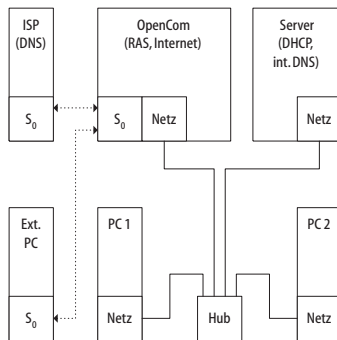 ISP
(DNS)
OpenCom
(RAS, Internet)
Server
(DHCP,
int. DNS)
S₀
S₀
Netz
Netz
Ext.
PC
PC 1
PC 2
S₀
Netz
Hub
Netz